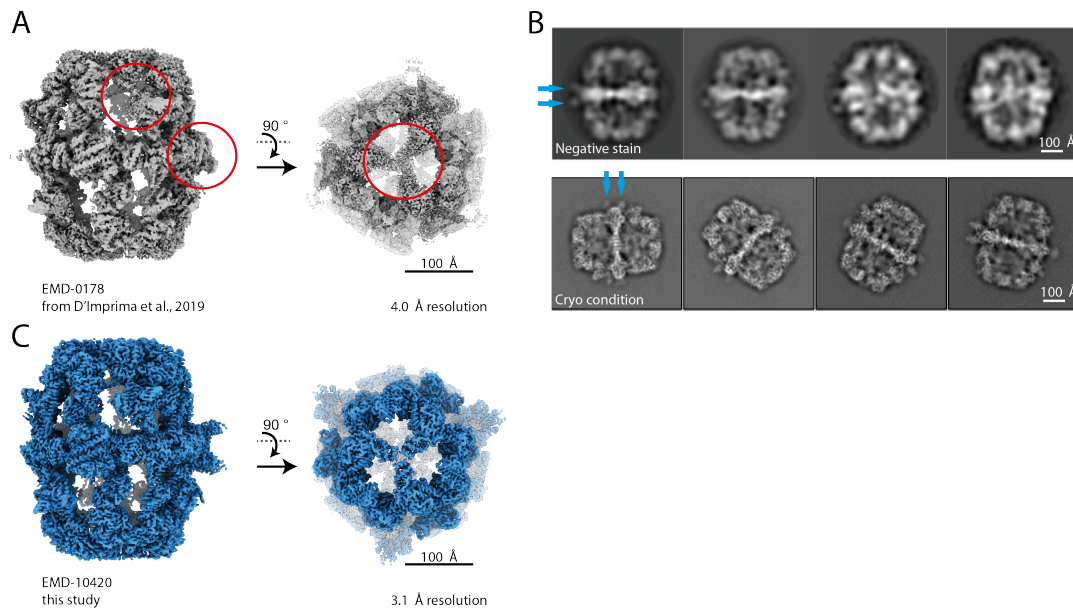 A
90 °
100 Å
EMD-0178
from D'Imprima et al., 2019
4.0 Å resolution
B
Negative stain
100 Å
Cryo condition
100 Å
C
90 °
100 Å
EMD-10420
this study
3.1 Å resolution